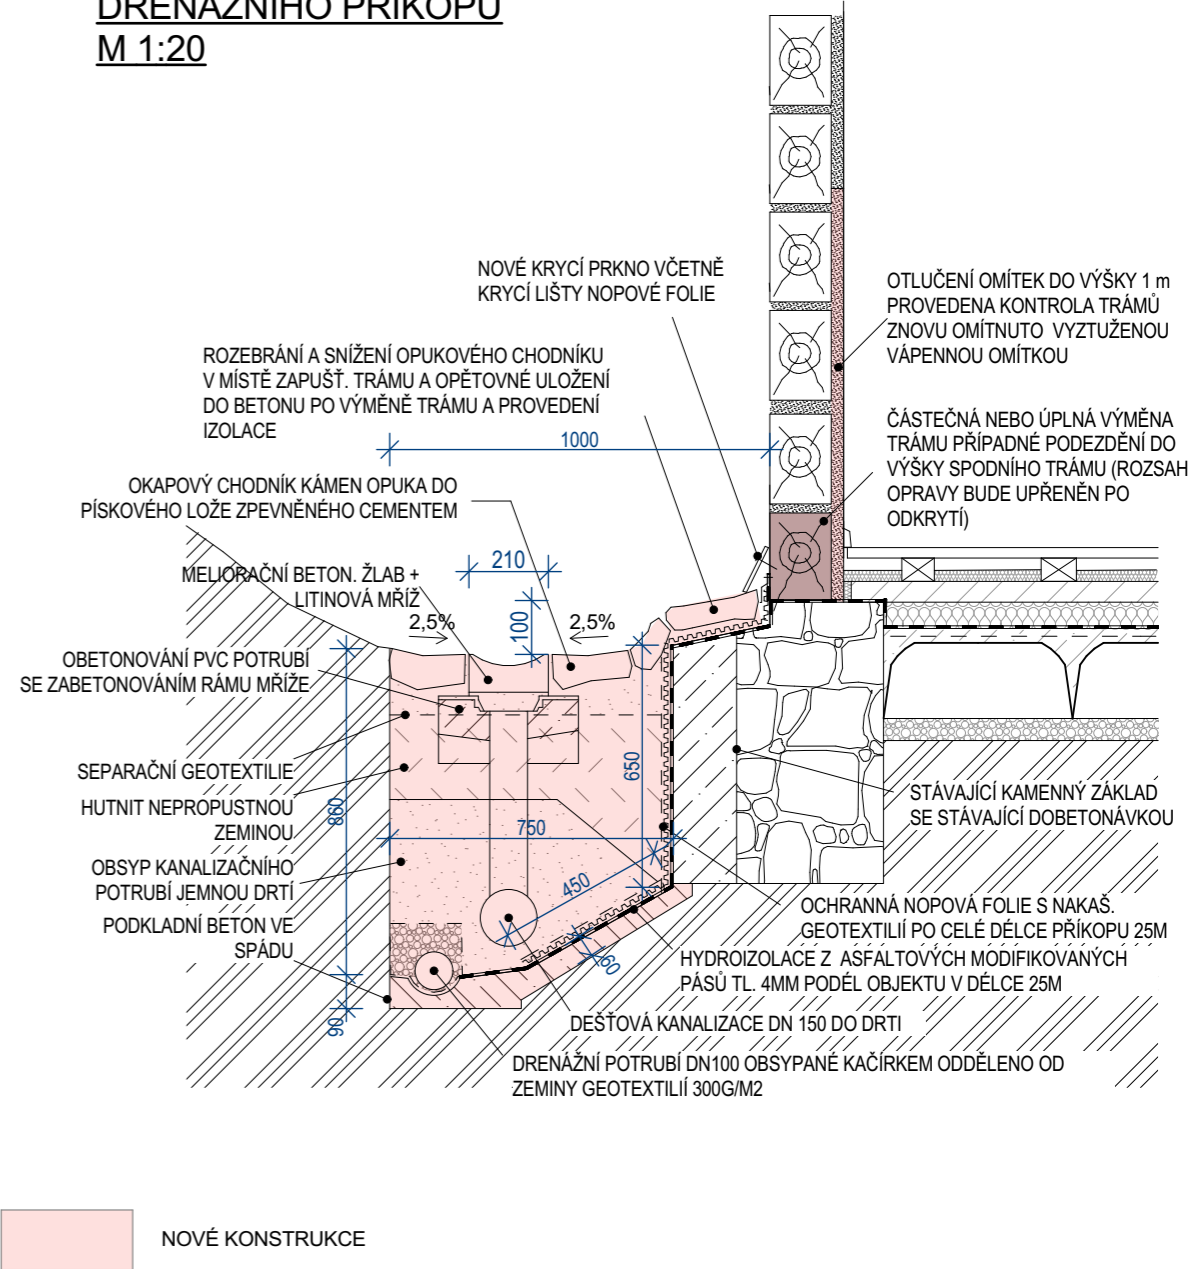 DRENÁŽNÍHO PŘÍKOPU
M 1:20
NOVÉ KRYCÍ PRKNO VČETNĚ
KRYCÍ LIŠTY NOPOVÉ FOLIE
OTLUČENÍ OMÍTEK DO VÝŠKY 1 m
PROVEDENA KONTROLA TRÁMŮ
ZNOVU OMÍTNUTO VYZTUŽENOU
VÁPENNOU OMÍTKOU
ROZEBRÁNÍ A SNÍŽENÍ OPUKOVÉHO CHODNÍKU
V MÍSTĚ ZAPUŠŤ. TRÁMU A OPĚTOVNÉ ULOŽENÍ
DO BETONU PO VÝMĚNĚ TRÁMU A PROVEDENÍ
IZOLACE
1000
ČÁSTEČNÁ NEBO ÚPLNÁ VÝMĚNA
TRÁMU PŘÍPADNÉ PODEZDĚNÍ DO
VÝŠKY SPODNÍHO TRÁMU (ROZSAH
OPRAVY BUDE UPŘENĚN PO
ODKRYTÍ)
OKAPOVÝ CHODNÍK KÁMEN OPUKA DO
PÍSKOVÉHO LOŽE ZPEVNĚNÉHO CEMENTEM
210
MELIORAČNÍ BETON. ŽLAB +
LITINOVÁ MŘÍŽ
2,5%
100
2,5%
OBETONOVÁNÍ PVC POTRUBÍ
SE ZABETONOVÁNÍM RÁMU MŘÍŽE
650
SEPARAČNÍ GEOTEXTILIE
HUTNIT NEPROPUSTNOU
ZEMINOU
860
750
STÁVAJÍCÍ KAMENNÝ ZÁKLAD
SE STÁVAJÍCÍ DOBETONÁVKOU
OBSYP KANALIZAČNÍHO
POTRUBÍ JEMNOU DRTÍ
450
PODKLADNÍ BETON VE
SPÁDU
OCHRANNÁ NOPOVÁ FOLIE S NAKAŠ.
GEOTEXTILIÍ PO CELÉ DÉLCE PŘÍKOPU 25M
60
HYDROIZOLACE Z ASFALTOVÝCH MODIFIKOVANÝCH
PÁSŮ TL. 4MM PODÉL OBJEKTU V DÉLCE 25M
90
DEŠŤOVÁ KANALIZACE DN 150 DO DRTI
DRENÁŽNÍ POTRUBÍ DN100 OBSYPANÉ KAČÍRKEM ODDĚLENO OD
ZEMINY GEOTEXTILIÍ 300G/M2
NOVÉ KONSTRUKCE